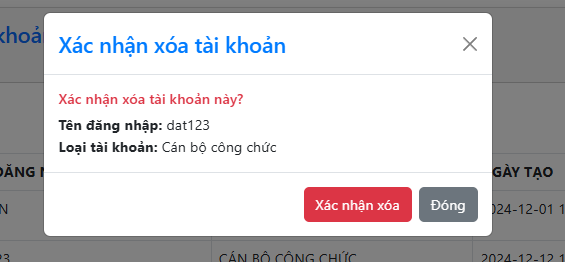 khoản
Xác nhận xóa tài khoản
Xác nhận xóa tài khoản này?
Tên đăng nhập: dat123
Loại tài khoản: Cán bộ công chức
ĐĂNG
GÀY TẠO
Xác nhận xóa
Đóng
2024-12-01 1
CÁN BỘ CÔNG CHỨC
2024-12-12 1